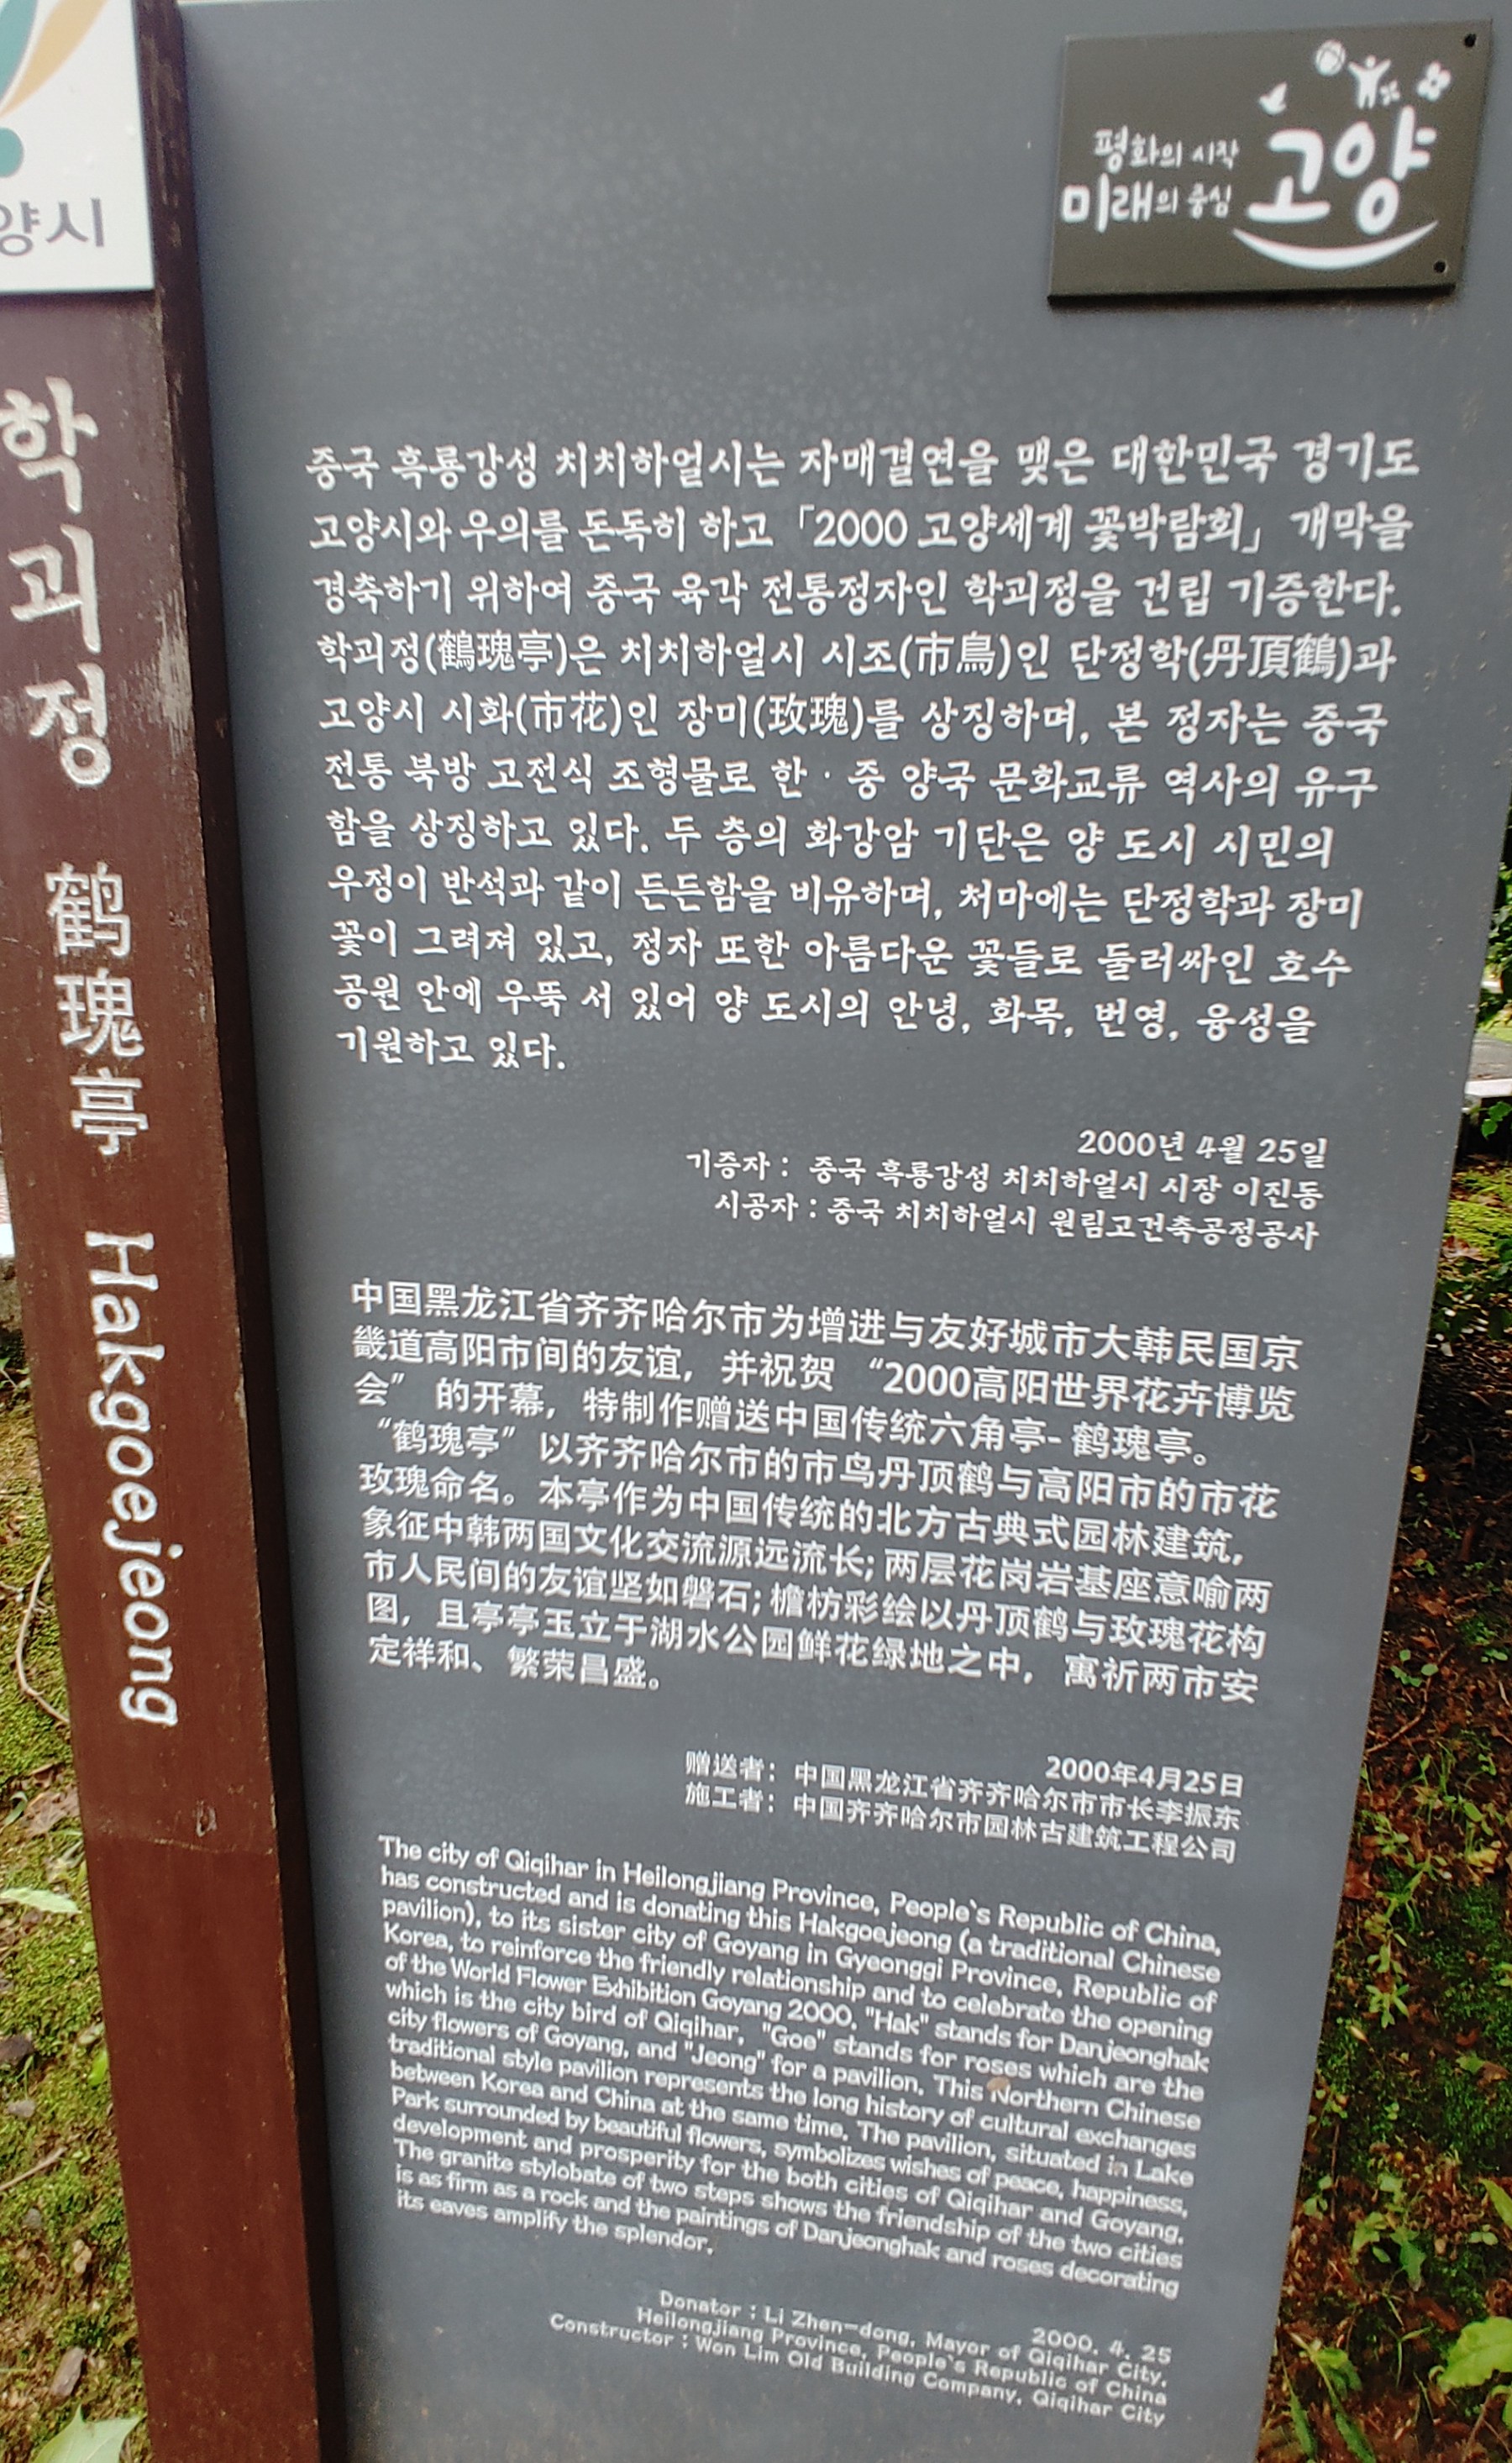 양시
평화의 시작
미래의 중심
고양
학괴정 鹤瑰亭 Hakgoejeong
중국 흑룡강성 치치하얼시는 자매결연을 맺은 대한민국 경기도
고양시와 우의를 돈독히 하고 「2000 고양세계 꽃박람회」 개막을
경축하기 위하여 중국 육각 전통정자인 학괴정을 건립 기증한다.
학괴정(鶴瑰亭)은 치치하얼시 시조(市鳥)인 단정학(丹頂鶴)과
고양시 시화(市花)인 장미(玫瑰)를 상징하며, 본 정자는 중국
전통 북방 고전식 조형물로 한 · 중 양국 문화교류 역사의 유구
함을 상징하고 있다. 두 층의 화강암 기단은 양 도시 시민의
우정이 반석과 같이 든든함을 비유하며, 처마에는 단정학과 장미
꽃이 그려져 있고, 정자 또한 아름다운 꽃들로 둘러싸인 호수
공원 안에 우뚝 서 있어 양 도시의 안녕, 화목, 번영, 융성을
기원하고 있다.
2000년 4월 25일
기증자 : 중국 흑룡강성 치치하얼시 시장 이진동
시공자 : 중국 치치하얼시 원림고건축공정공사
中国黑龙江省齐齐哈尔市为增进与友好城市大韩民国京
畿道高阳市间的友谊，并祝贺 “2000高阳世界花卉博览
会” 的开幕，特制作赠送中国传统六角亭- 鹤瑰亭。
“鹤瑰亭” 以齐齐哈尔市的市鸟丹顶鹤与高阳市的市花
玫瑰命名。本亭作为中国传统的北方古典式园林建筑，
象征中韩两国文化交流源远流长; 两层花岗岩基座意喻两
市人民间的友谊坚如磐石; 檐枋彩绘以丹顶鹤与玫瑰花构
图，且亭亭玉立于湖水公园鲜花绿地之中，寓祈两市安
定祥和、繁荣昌盛。
2000年4月25日
赠送者：中国黑龙江省齐齐哈尔市市长李振东
施工者：中国齐齐哈尔市园林古建筑工程公司
The city of Qiqihar in Heilongjiang Province, People`s Republic of China,
has constructed and is donating this Hakgoejeong (a traditional Chinese
pavilion), to its sister city of Goyang in Gyeonggi Province, Republic of
Korea, to reinforce the friendly relationship and to celebrate the opening
of the World Flower Exhibition Goyang 2000. "Hak" stands for Danjeonghak
which is the city bird of Qiqihar, "Goe" stands for roses which are the
city flowers of Goyang, and "Jeong" for a pavilion. This Northern Chinese
traditional style pavilion represents the long history of cultural exchanges
between Korea and China at the same time. The pavilion, situated in Lake
Park surrounded by beautiful flowers, symbolizes wishes of peace, happiness,
development and prosperity for the both cities of Qiqihar and Goyang.
The granite stylobate of two steps shows the friendship of the two cities
is as firm as a rock and the paintings of Danjeonghak and roses decorating
its eaves amplify the splendor.
2000. 4. 25
Donator : Li Zhen-dong, Mayor of Qiqihar City,
Heilongjiang Province, People`s Republic of China
Constructor : Won Lim Old Building Company, Qiqihar City